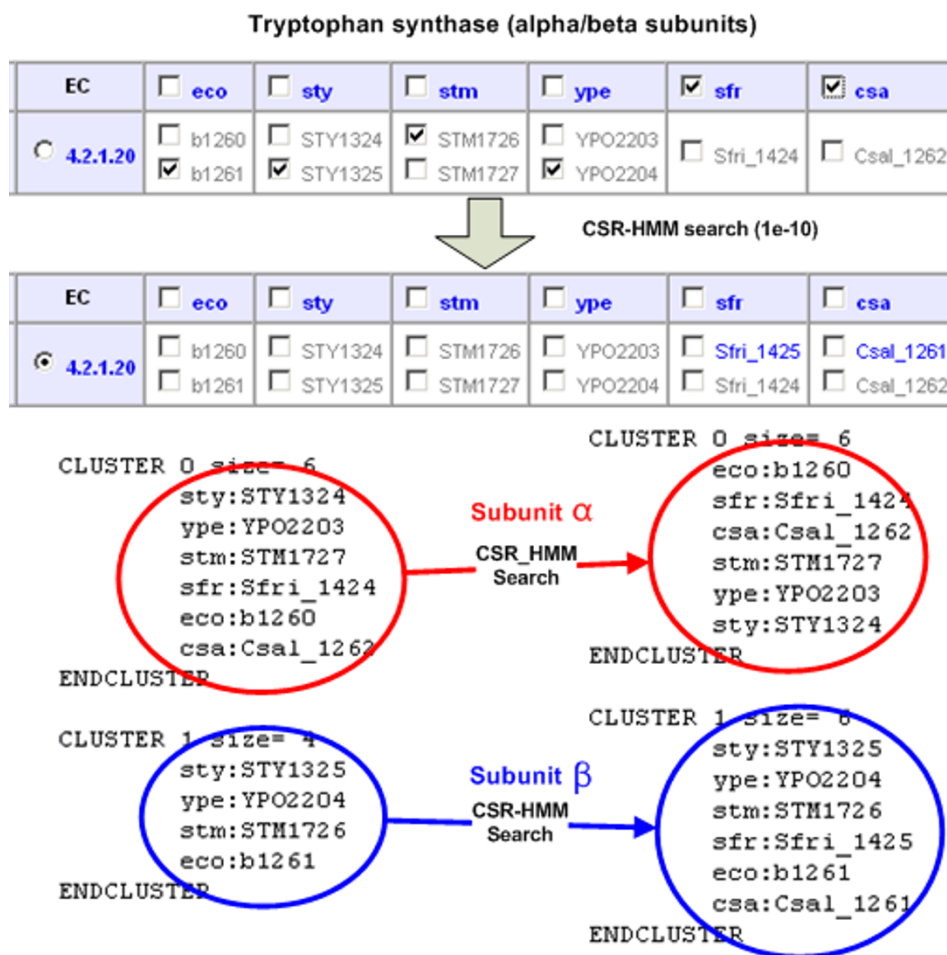 Tryptophan synthase (alpha/beta subunits)
EC eco sty stm ype sfr csa
4.2.1.20
b1260 STY1324 STM1726 YPO2203 Sfri_1424 Csal_1262
b1261 STY1325 STM1727 YPO2204
CSR-HMM search (1e-10)
EC eco sty stm ype sfr csa
4.2.1.20
b1260 STY1324 STM1726 YPO2203 Sfri_1425 Csal_1261
b1261 STY1325 STM1727 YPO2204 Sfri_1424 Csal_1262
CLUSTER 0 size= 6
sty:STY1324
ype:YPO2203
stm:STM1727
sfr:Sfri_1424
eco:b1260
csa:Csal_1262
ENDCLUSTER
Subunit α
CSR_HMM
Search
CLUSTER 0 size= 6
eco:b1260
sfr:Sfri_1424
csa:Csal_1262
stm:STM1727
ype:YPO2203
sty:STY1324
ENDCLUSTER
CLUSTER 1 size= 4
sty:STY1325
ype:YPO2204
stm:STM1726
eco:b1261
ENDCLUSTER
Subunit β
CSR-HMM
Search
CLUSTER 1 size= 6
sty:STY1325
ype:YPO2204
stm:STM1726
sfr:Sfri_1425
eco:b1261
csa:Csal_1261
ENDCLUSTER